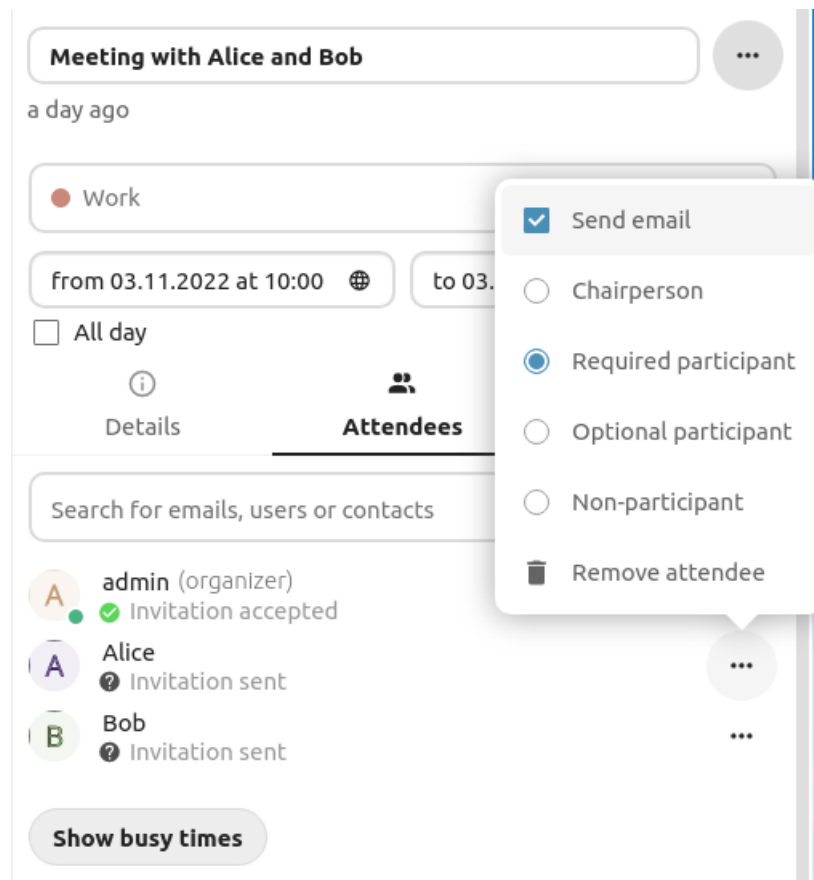 Meeting with Alice and Bob
a day ago
Work
from 03.11.2022 at 10:00
to 03.
All day
Details
Attendees
Search for emails, users or contacts
Send email
Chairperson
Required participant
Optional participant
Non-participant
Remove attendee
A
admin (organizer)
Invitation accepted
A
Alice
Invitation sent
B
Bob
Invitation sent
Show busy times